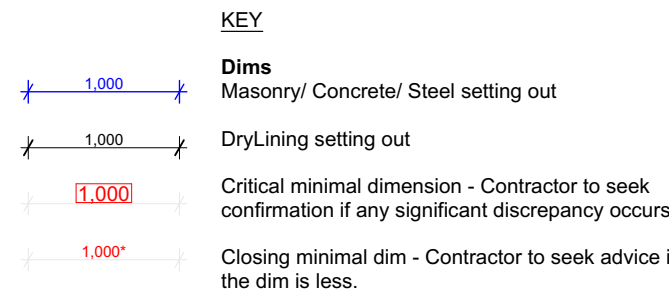 KEY
Dims
1,000 Masonry/ Concrete/ Steel setting out
1,000 DryLining setting out
1,000 Critical minimal dimension - Contractor to seek
confirmation if any significant discrepancy occurs
1,000* Closing minimal dim - Contractor to seek advice
the dim is less.